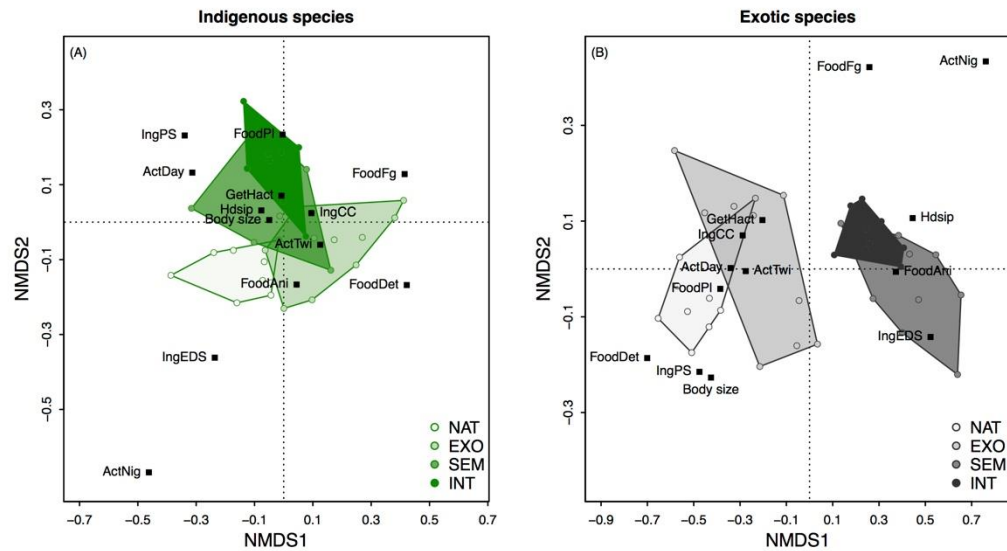 Indigenous species
(A)
IngPS
FoodPl
ActDay
FoodFg
GetHact
Hdsip
IngCC
Body size
ActTwi
FoodAni
FoodDet
IngEDS
ActNig
NAT
EXO
SEM
INT
NMDS2
0.3
0.1
−0.1
−0.3
−0.5
−0.7 −0.5 −0.3 −0.1 0.1 0.3 0.5 0.7
NMDS1
Exotic species
(B)
FoodFg
ActNig
GetHact
Hdsip
IngCC
ActDay
ActTwi
FoodAni
FoodPl
IngEDS
FoodDet
IngPS
Body size
NAT
EXO
SEM
INT
NMDS2
0.3
0.1
−0.1
−0.3
−0.9 −0.7 −0.5 −0.3 −0.1 0.1 0.3 0.5 0.7
NMDS1